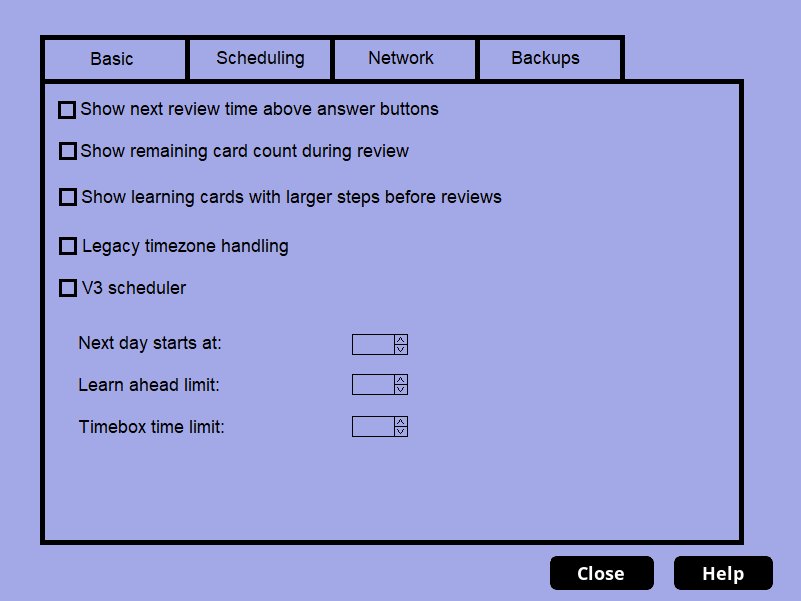 Basic
Scheduling
Network
Backups
Show next review time above answer buttons
Show remaining card count during review
Show learning cards with larger steps before reviews
Legacy timezone handling
V3 scheduler
Next day starts at:
Learn ahead limit:
Timebox time limit:
Close
Help